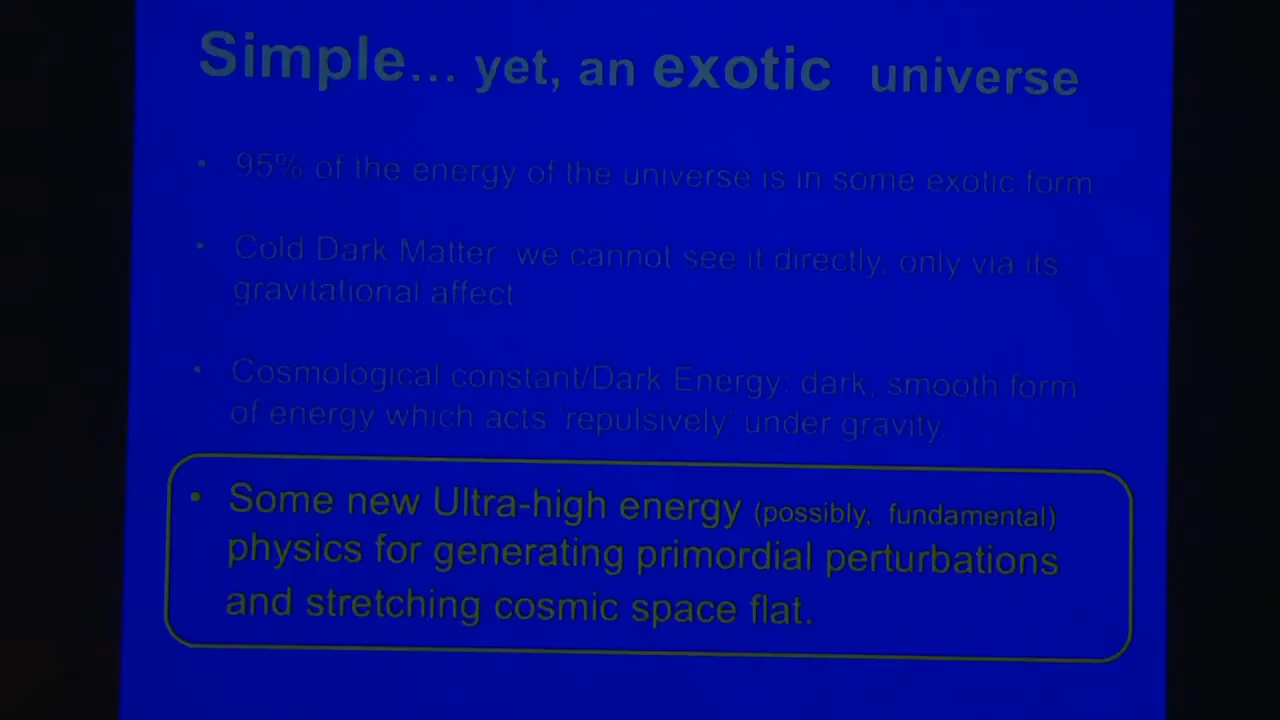 Simple... yet, an exotic universe
• 95% of the energy of the universe is in some exotic form
• Cold Dark Matter: we cannot see it directly, only via its
gravitational affect.
• Cosmological constant/Dark Energy: dark, smooth form
of energy which acts 'repulsively' under gravity.
• Some new Ultra-high energy (possibly, fundamental)
physics for generating primordial perturbations
and stretching cosmic space flat.